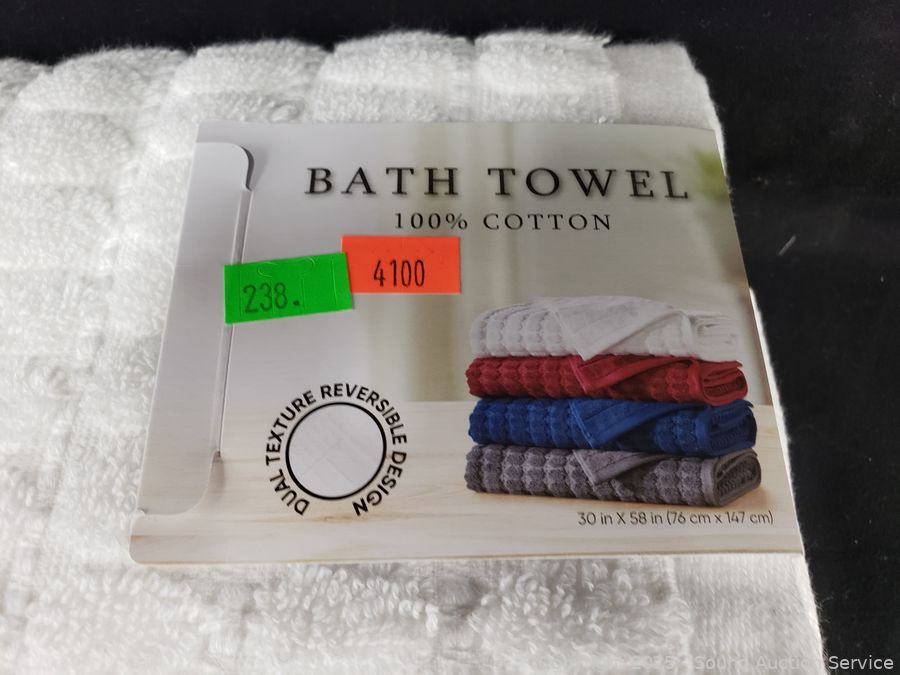 BATH TOWEL
100% COTTON
4100
238.
DUAL TEXTURE REVERSIBLE DESIGN
30 in X 58 in (76 cm x 147 cm)
2025 Sound Auction Service